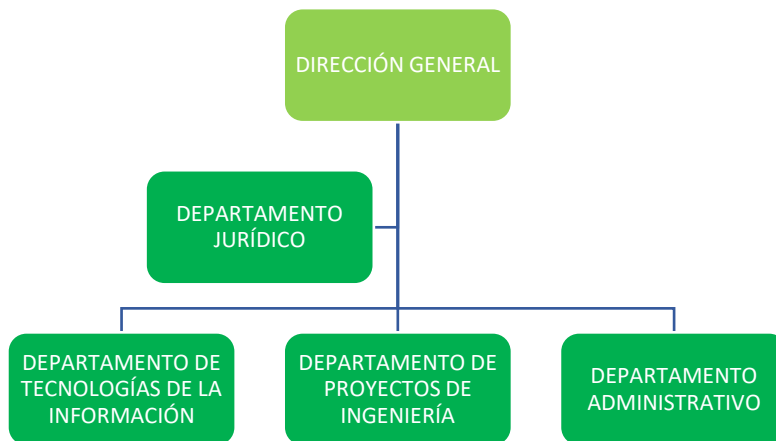 DIRECCIÓN GENERAL
DEPARTAMENTO
JURÍDICO
DEPARTAMENTO DE
TECNOLOGÍAS DE LA
INFORMACIÓN
DEPARTAMENTO DE
PROYECTOS DE
INGENIERÍA
DEPARTAMENTO
ADMINISTRATIVO